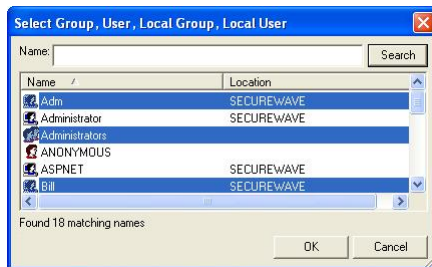 Select Group, User, Local Group, Local User
Name:
Search
Name Location
Adm SECUREWAVE
Administrator SECUREWAVE
Administrators
ANONYMOUS
ASPNET SECUREWAVE
Bill SECUREWAVE
Found 18 matching names
OK Cancel